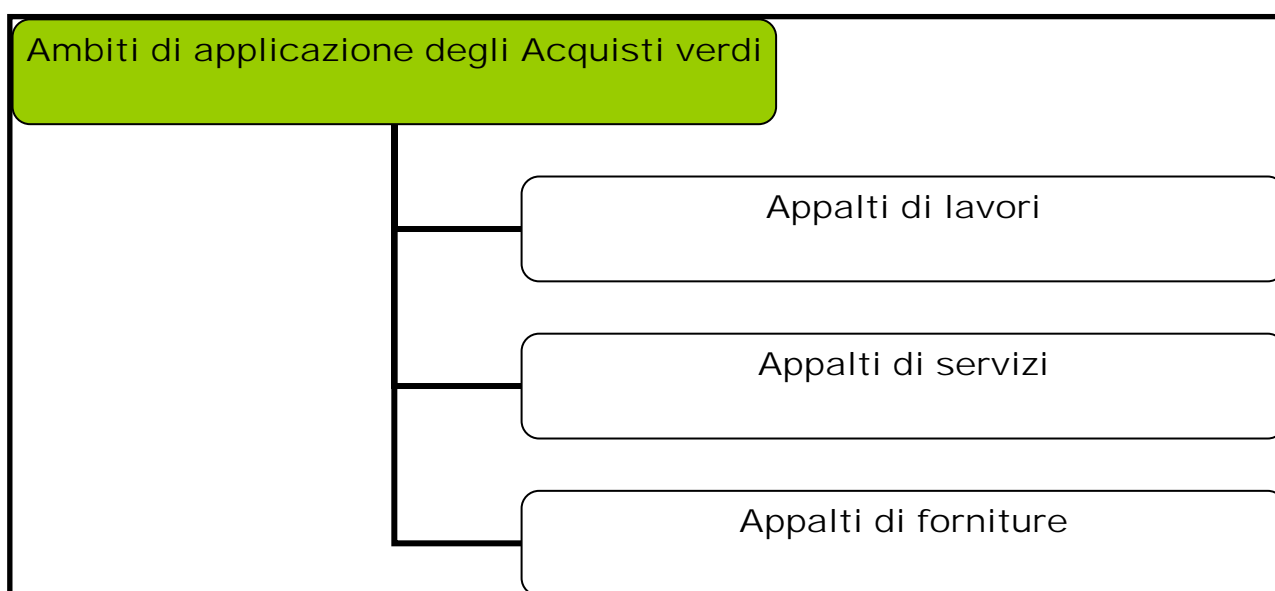 Ambiti di applicazione degli Acquisti verdi
Appalti di lavori
Appalti di servizi
Appalti di forniture